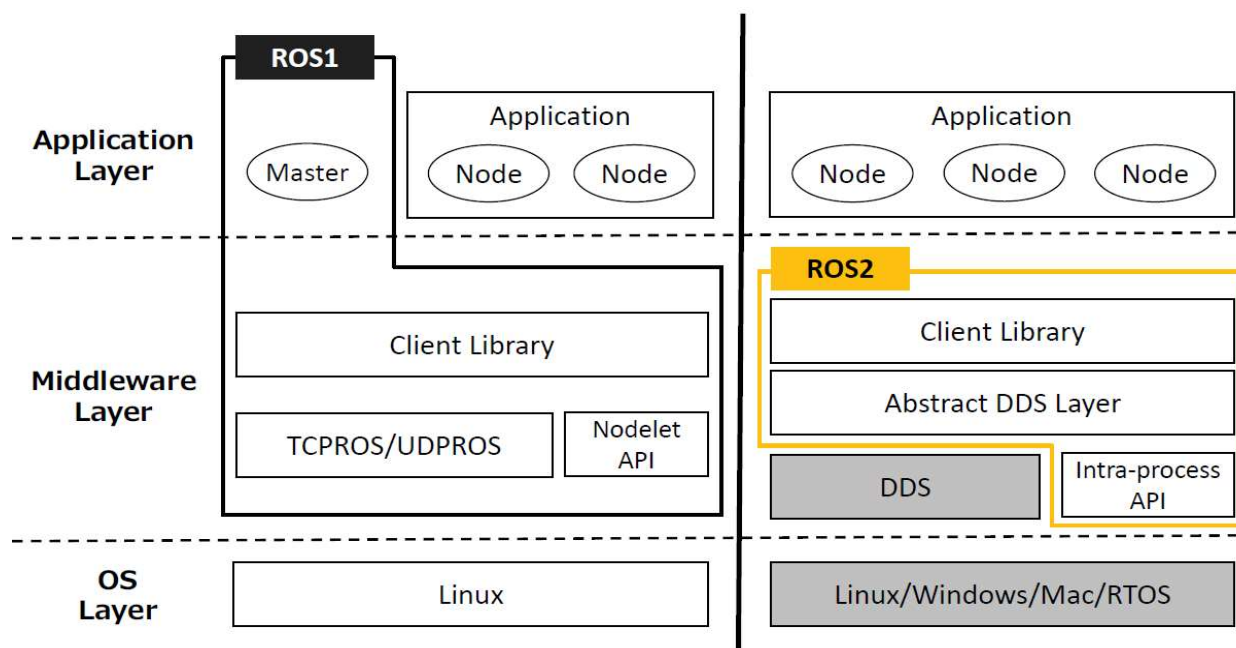 ROS1
Application
Layer
Master
Application
Node
Node
Application
Node
Node
Node
Middleware
Layer
Client Library
TCPROS/UDPROS
Nodelet
API
ROS2
Client Library
Abstract DDS Layer
DDS
Intra-process
API
OS
Layer
Linux
Linux/Windows/Mac/RTOS